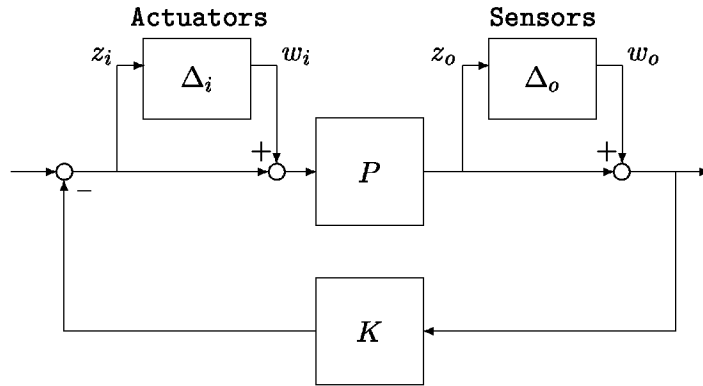 Actuators Sensors
z_i Δ_i w_i z_o Δ_o w_o
+ +
P
−
K